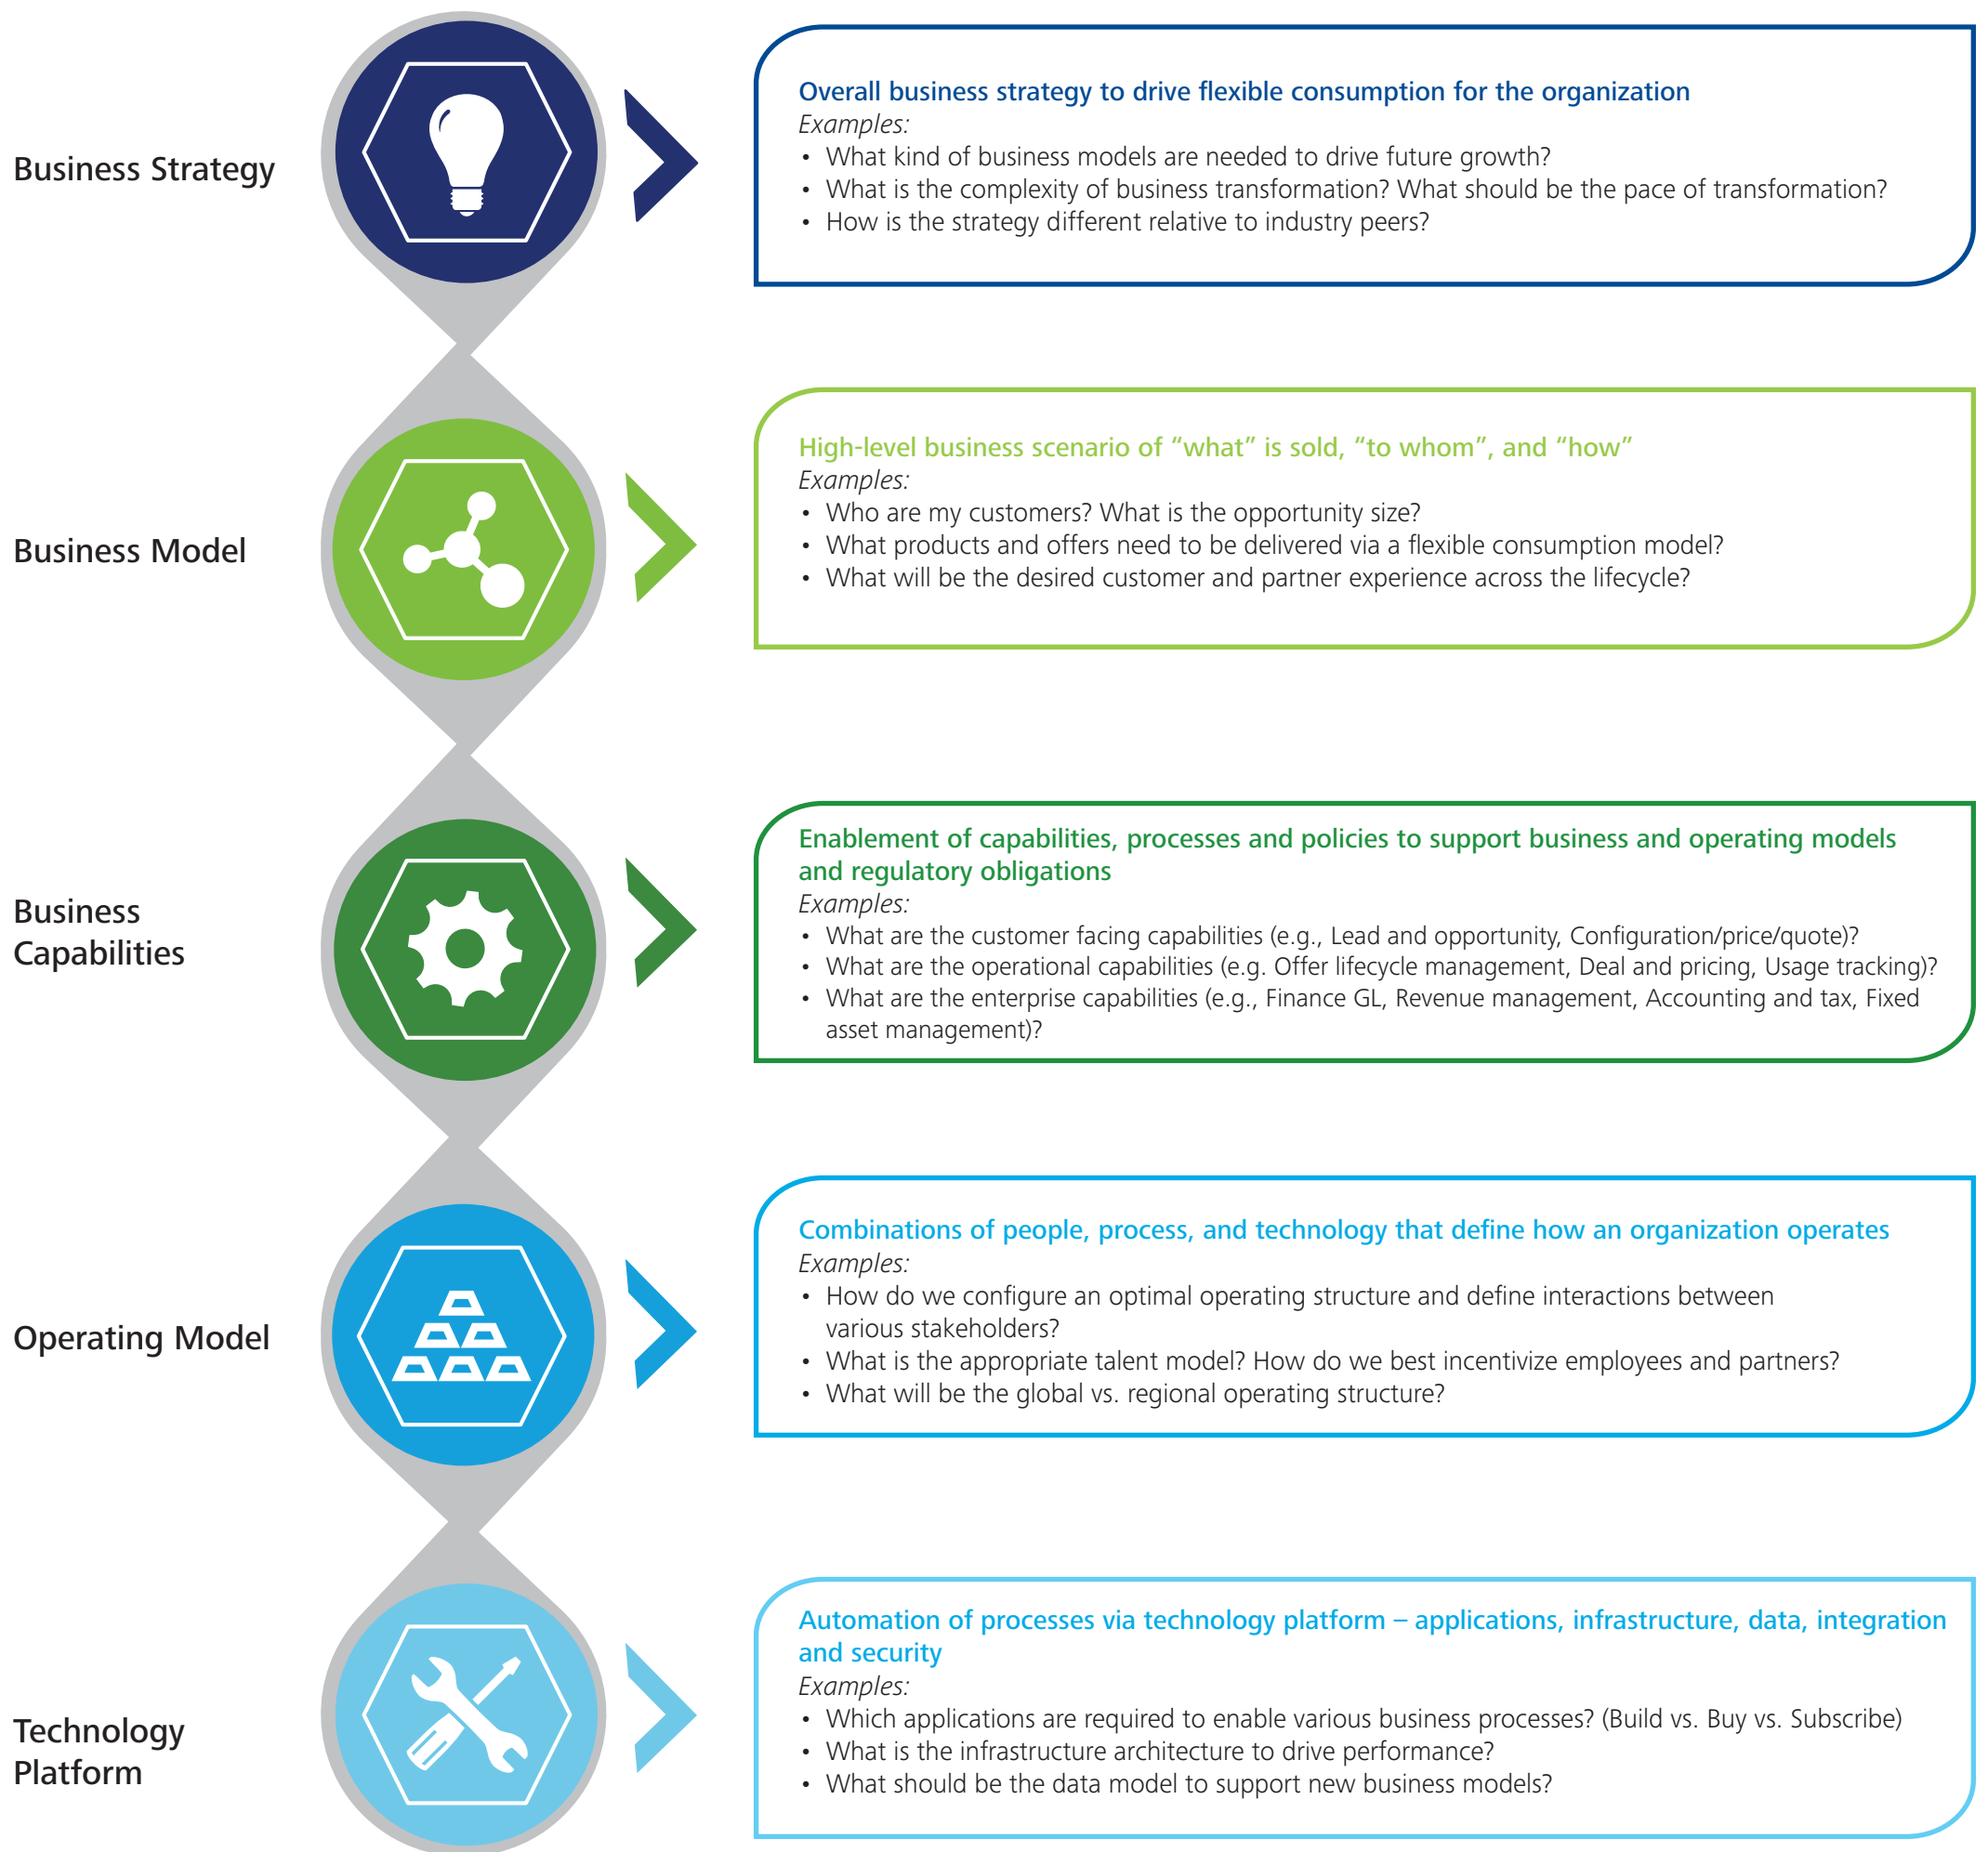 Business Strategy
Overall business strategy to drive flexible consumption for the organization
Examples:
• What kind of business models are needed to drive future growth?
• What is the complexity of business transformation? What should be the pace of transformation?
• How is the strategy different relative to industry peers?
Business Model
High-level business scenario of “what” is sold, “to whom”, and “how”
Examples:
• Who are my customers? What is the opportunity size?
• What products and offers need to be delivered via a flexible consumption model?
• What will be the desired customer and partner experience across the lifecycle?
Business
Capabilities
Enablement of capabilities, processes and policies to support business and operating models
and regulatory obligations
Examples:
• What are the customer facing capabilities (e.g., Lead and opportunity, Configuration/price/quote)?
• What are the operational capabilities (e.g. Offer lifecycle management, Deal and pricing, Usage tracking)?
• What are the enterprise capabilities (e.g., Finance GL, Revenue management, Accounting and tax, Fixed
asset management)?
Operating Model
Combinations of people, process, and technology that define how an organization operates
Examples:
• How do we configure an optimal operating structure and define interactions between
various stakeholders?
• What is the appropriate talent model? How do we best incentivize employees and partners?
• What will be the global vs. regional operating structure?
Technology
Platform
Automation of processes via technology platform – applications, infrastructure, data, integration
and security
Examples:
• Which applications are required to enable various business processes? (Build vs. Buy vs. Subscribe)
• What is the infrastructure architecture to drive performance?
• What should be the data model to support new business models?